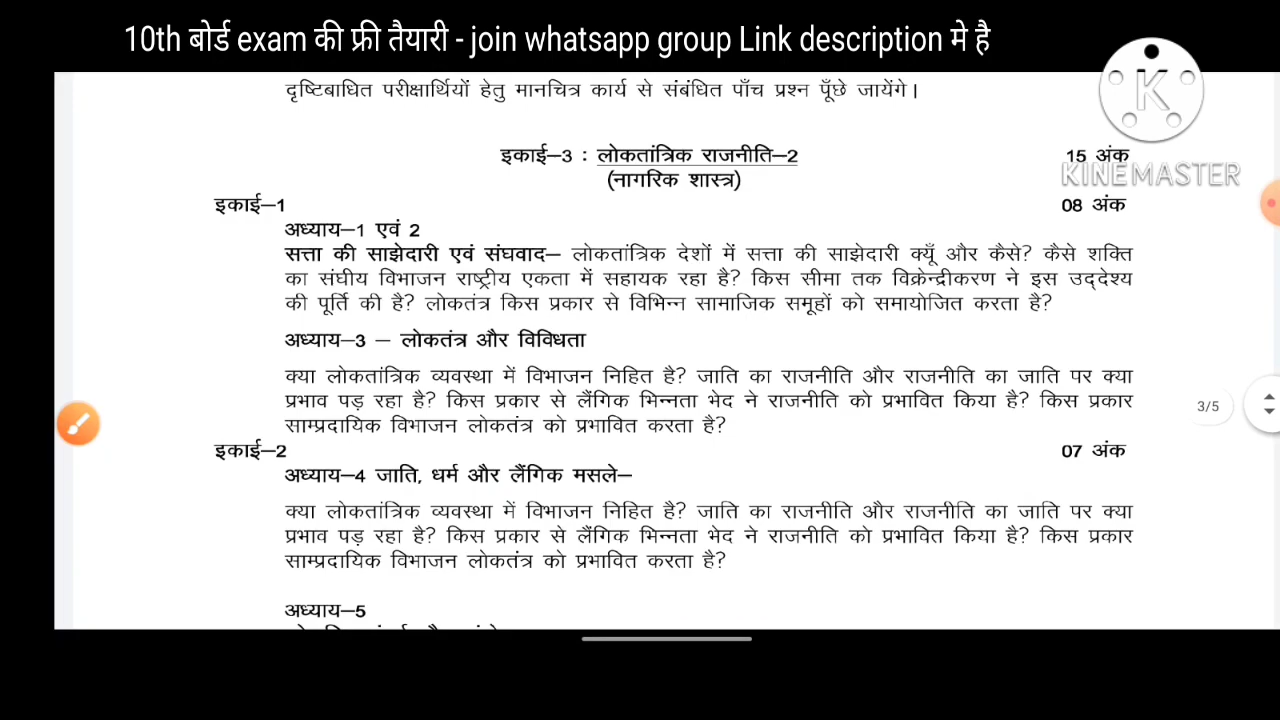 10th बोर्ड exam की फ्री तैयारी - join whatsapp group Link description मे है
दृष्टिबाधित परीक्षार्थियों हेतु मानचित्र कार्य से संबंधित पाँच प्रश्न पूँछे जायेंगे।
इकाई–3 : लोकतांत्रिक राजनीति–2 15 अंक
(नागरिक शास्त्र)
K
KINEMASTER
इकाई–1 08 अंक
अध्याय–1 एवं 2
सत्ता की साझेदारी एवं संघवाद– लोकतांत्रिक देशों में सत्ता की साझेदारी क्यूँ और कैसे? कैसे शक्ति
का संघीय विभाजन राष्ट्रीय एकता में सहायक रहा है? किस सीमा तक विक्रेन्द्रीकरण ने इस उद्देश्य
की पूर्ति की है? लोकतंत्र किस प्रकार से विभिन्न सामाजिक समूहों को समायोजित करता है?
अध्याय–3 – लोकतंत्र और विविधता
क्या लोकतांत्रिक व्यवस्था में विभाजन निहित है? जाति का राजनीति और राजनीति का जाति पर क्या
प्रभाव पड़ रहा है? किस प्रकार से लैंगिक भिन्नता भेद ने राजनीति को प्रभावित किया है? किस प्रकार
साम्प्रदायिक विभाजन लोकतंत्र को प्रभावित करता है?
3/5
इकाई–2 07 अंक
अध्याय–4 जाति, धर्म और लैंगिक मसले–
क्या लोकतांत्रिक व्यवस्था में विभाजन निहित है? जाति का राजनीति और राजनीति का जाति पर क्या
प्रभाव पड़ रहा है? किस प्रकार से लैंगिक भिन्नता भेद ने राजनीति को प्रभावित किया है? किस प्रकार
साम्प्रदायिक विभाजन लोकतंत्र को प्रभावित करता है?
अध्याय–5